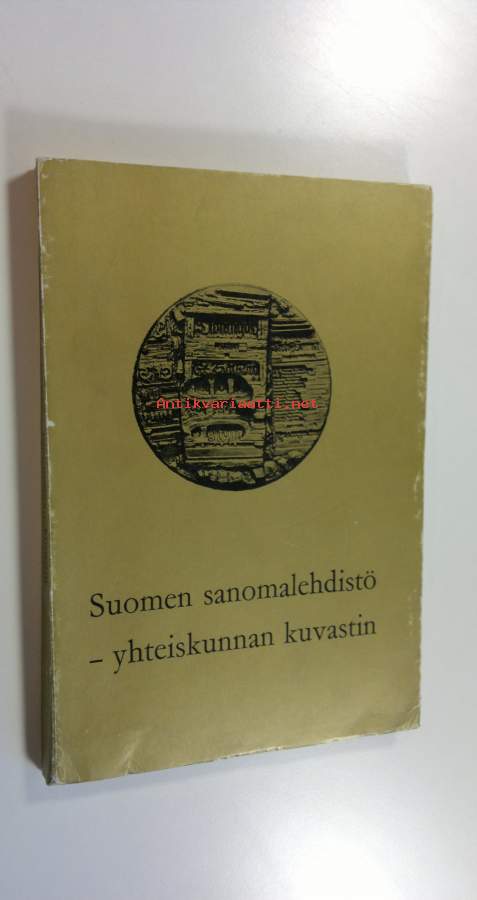 Antikvariaatti.net
Suomen sanomalehdistö
– yhteiskunnan kuvastin